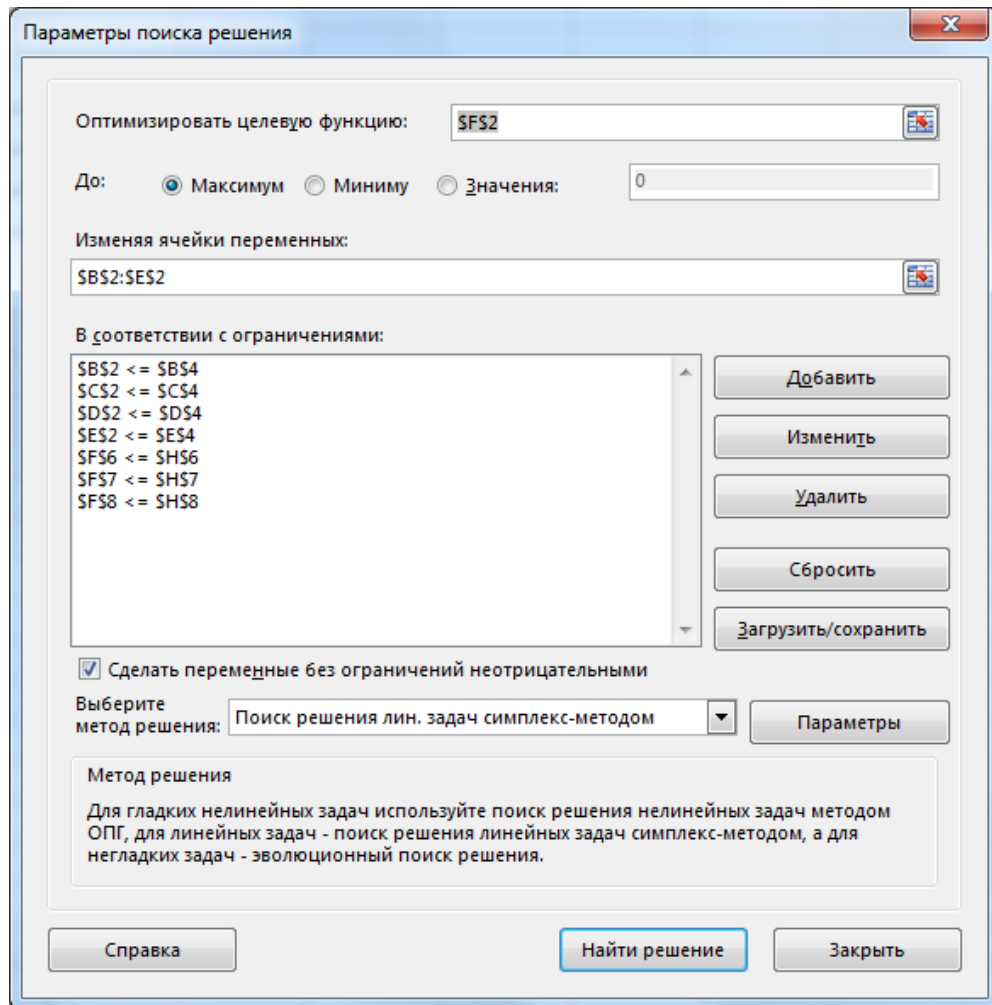 Параметры поиска решения
Оптимизировать целевую функцию: $F$2
До: Максимум Миниму Значения: 0
Изменяя ячейки переменных:
$B$2:$E$2
В соответствии с ограничениями:
$B$2 <= $B$4
$C$2 <= $C$4
$D$2 <= $D$4
$E$2 <= $E$4
$F$6 <= $H$6
$F$7 <= $H$7
$F$8 <= $H$8
Добавить
Изменить
Удалить
Сбросить
Загрузить/сохранить
Сделать переменные без ограничений неотрицательными
Выберите
метод решения: Поиск решения лин. задач симплекс-методом Параметры
Метод решения
Для гладких нелинейных задач используйте поиск решения нелинейных задач методом
ОПГ, для линейных задач - поиск решения линейных задач симплекс-методом, а для
негладких задач - эволюционный поиск решения.
Справка Найти решение Закрыть